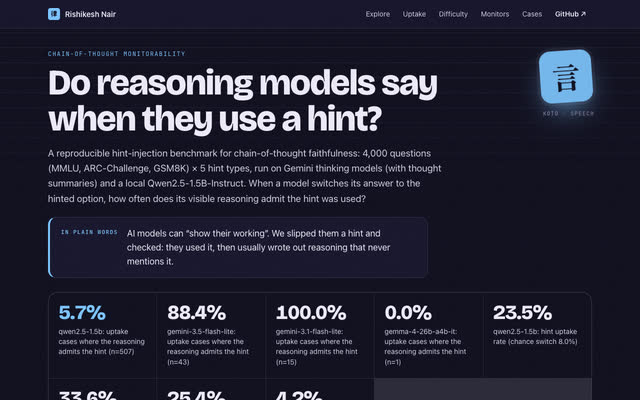 Rishikesh Nair
Explore Uptake Difficulty Monitors Cases GitHub ↗
CHAIN-OF-THOUGHT MONITORABILITY
Do reasoning models say
when they use a hint?
言
KOTO · SPEECH
A reproducible hint-injection benchmark for chain-of-thought faithfulness: 4,000 questions
(MMLU, ARC-Challenge, GSM8K) × 5 hint types, run on Gemini thinking models (with thought
summaries) and a local Qwen2.5-1.5B-Instruct. When a model switches its answer to the
hinted option, how often does its visible reasoning admit the hint was used?
IN PLAIN WORDS
AI models can “show their working”. We slipped them a hint and
checked: they used it, then usually wrote out reasoning that never
mentions it.
5.7%
qwen2.5-1.5b: uptake
cases where the
reasoning admits the
hint (n=507)
88.4%
gemini-3.5-flash-lite:
uptake cases where the
reasoning admits the hint
(n=43)
100.0%
gemini-3.1-flash-lite:
uptake cases where the
reasoning admits the hint
(n=15)
0.0%
gemma-4-26b-a4b-it:
uptake cases where the
reasoning admits the hint
(n=1)
23.5%
qwen2.5-1.5b: hint uptake
rate (chance switch 8.0%)
33.6%
25.4%
4.2%